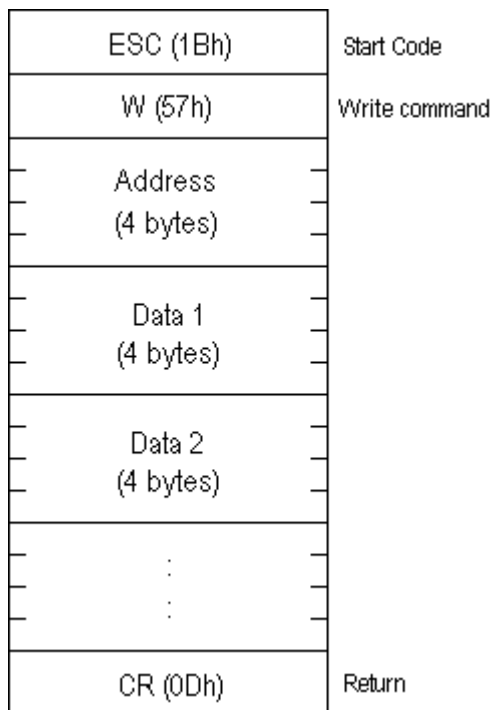 ESC (1Bh) Start Code
W (57h) Write command
Address
(4 bytes)
Data 1
(4 bytes)
Data 2
(4 bytes)
:
:
CR (0Dh) Return